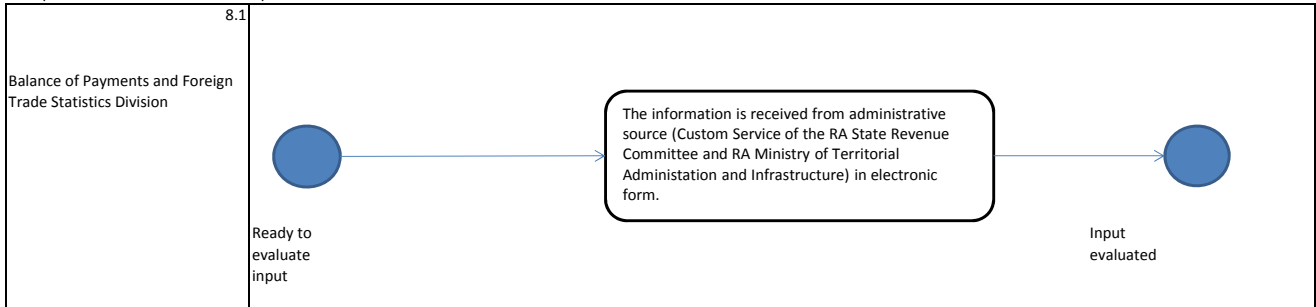 8.1
Balance of Payments and Foreign
Trade Statistics Division
The information is received from administrative
source (Custom Service of the RA State Revenue
Committee and RA Ministry of Territorial
Administation and Infrastructure) in electronic
form.
Ready to
evaluate
input
Input
evaluated